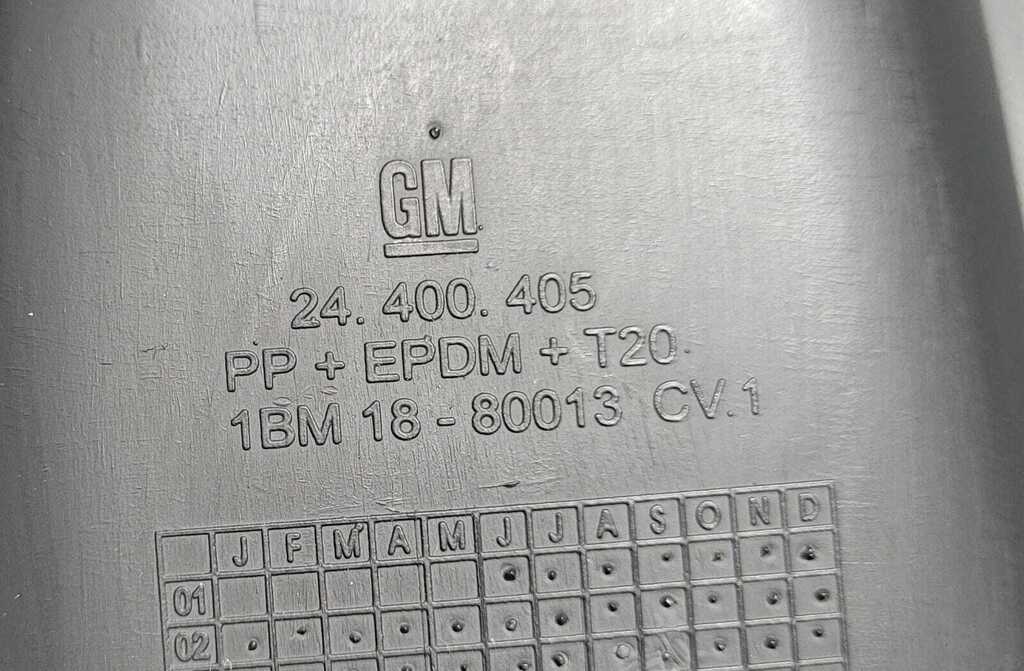 GM
24. 400. 405
PP + EPDM + T20
1BM 18 - 80013 CV.1
J F M A M J J A S O N D
01
02